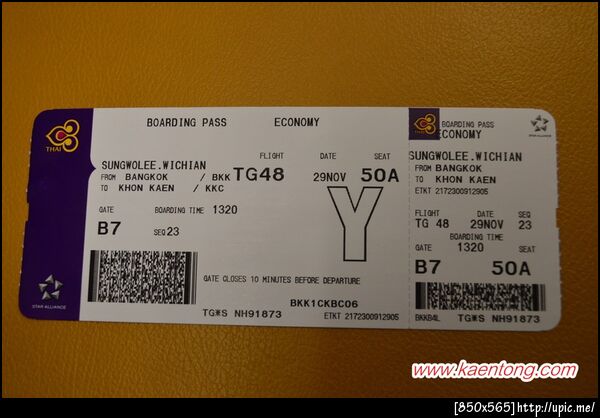 THAI
STAR ALLIANCE
BOARDING PASS ECONOMY
SUNGWOLEE.WICHIAN
FLIGHT DATE SEAT
FROM BANGKOK / BKK TG48 29NOV 50A
TO KHON KAEN / KKC
GATE BOARDING TIME 1320
B7 SEQ 23
Y
GATE CLOSES 10 MINUTES BEFORE DEPARTURE
BKK1CKBC06
TG*S NH91873 ETKT 2172300912905
THAI
BOARDING PASS
ECONOMY
STAR ALLIANCE
SUNGWOLEE.WICHIAN
FROM BANGKOK
TO KHON KAEN
ETKT 2172300912905
FLIGHT DATE SEQ
TG 48 29NOV 23
BOARDING TIME
GATE 1320 SEAT
B7 50A
BKKB4L TG*S NH91873
www.kaentong.com
[850x565]http://upic.me/